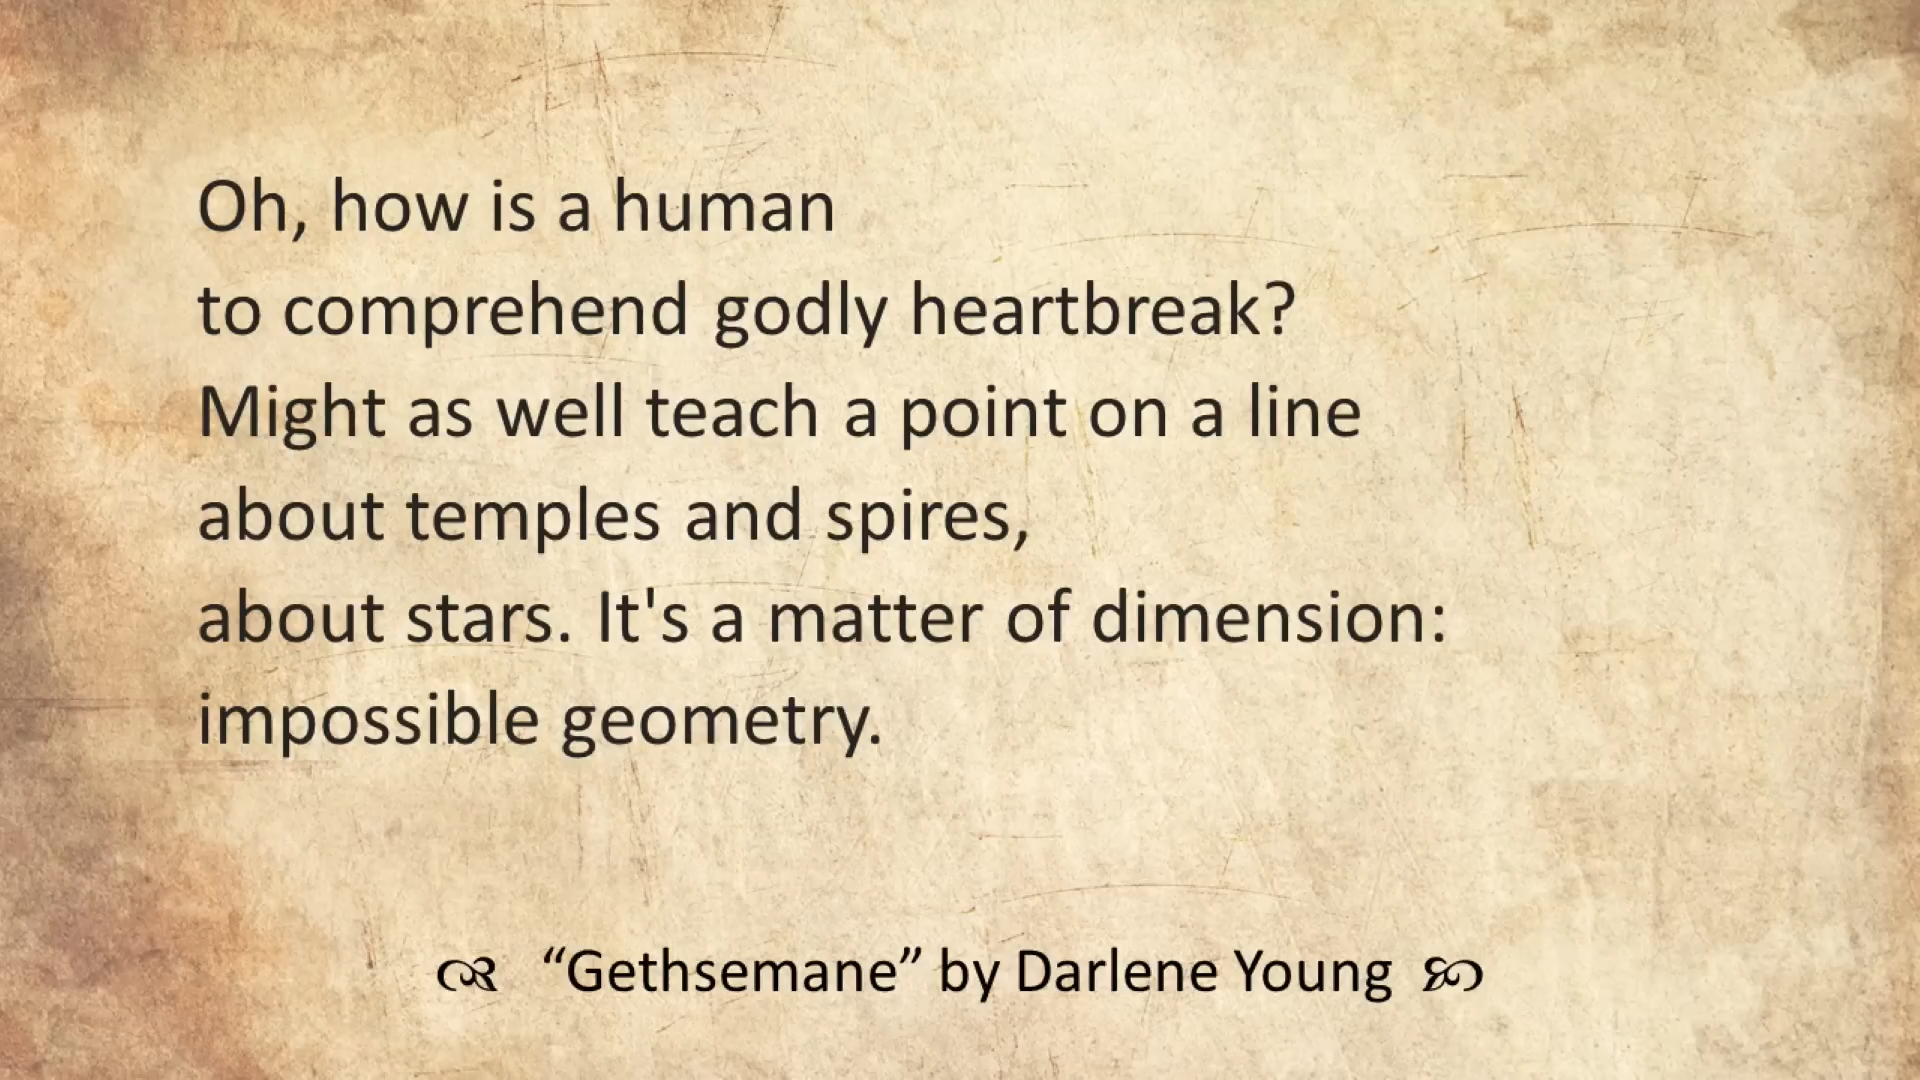 Oh, how is a human
to comprehend godly heartbreak?
Might as well teach a point on a line
about temples and spires,
about stars. It's a matter of dimension:
impossible geometry.
“Gethsemane” by Darlene Young